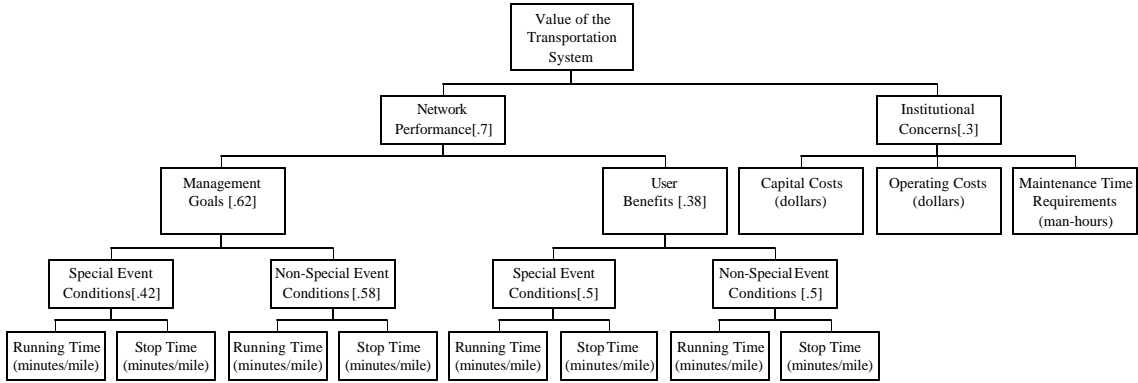 Value of the
Transportation
System
Network
Performance[.7]
Institutional
Concerns[.3]
Management
Goals [.62]
User
Benefits [.38]
Capital Costs
(dollars)
Operating Costs
(dollars)
Maintenance Time
Requirements
(man-hours)
Special Event
Conditions[.42]
Non-Special Event
Conditions [.58]
Special Event
Conditions[.5]
Non-Special Event
Conditions [.5]
Running Time
(minutes/mile)
Stop Time
(minutes/mile)
Running Time
(minutes/mile)
Stop Time
(minutes/mile)
Running Time
(minutes/mile)
Stop Time
(minutes/mile)
Running Time
(minutes/mile)
Stop Time
(minutes/mile)